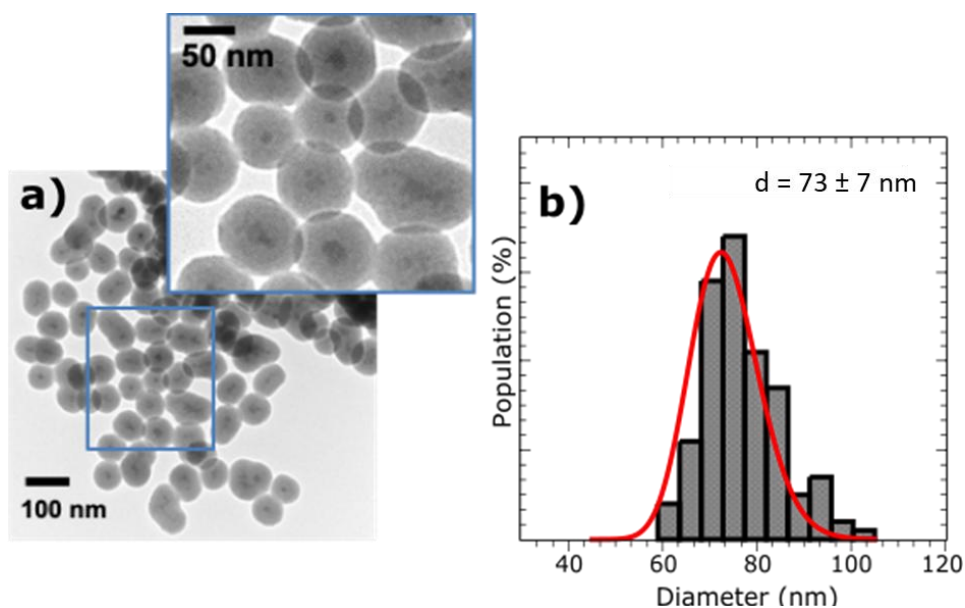 50 nm
a)
100 nm
b)
d = 73 ± 7 nm
Population (%)
40 60 80 100 120
Diameter (nm)